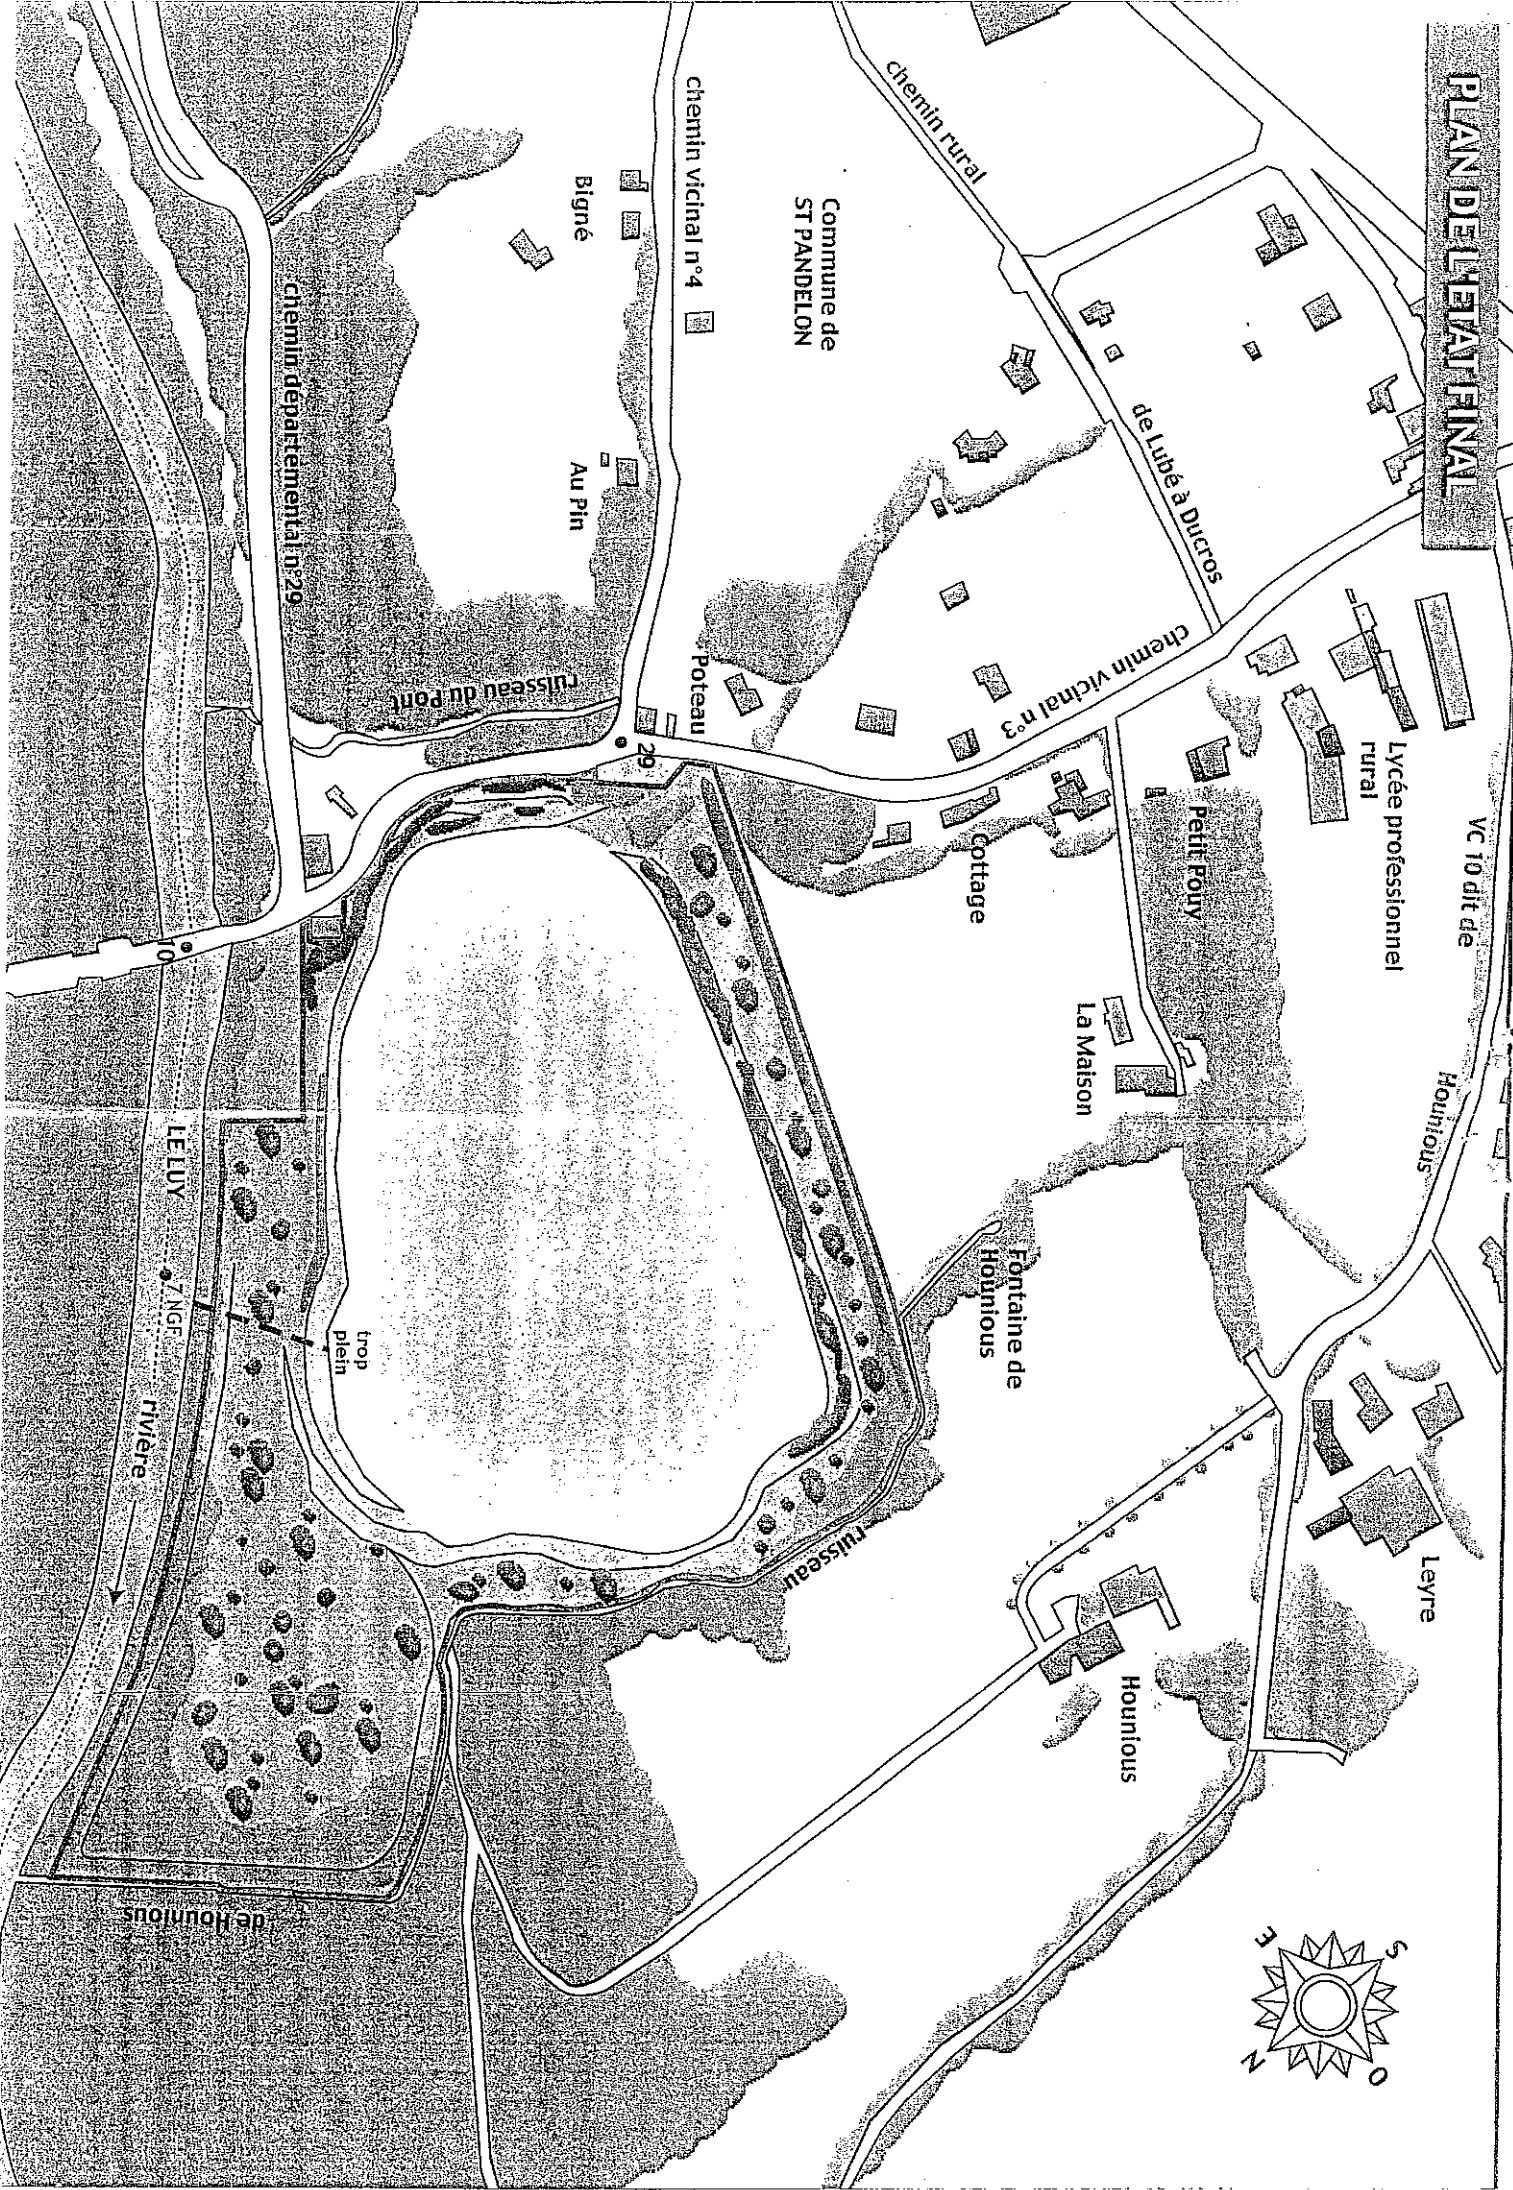 PLAN DE L'ETAT FINAL
chemin rural
de Lubé à Ducros
Commune de
ST PANDELON
chemin vicinal n°4
Bigné
Au Pin
chemin départemental n°29
ruisseau du Pont
Poteau
29
chemin vicinal n°3
Lycée professionnel
rural
VC 10 dit de
Hounious
Petit Pouy
Cottage
La Maison
Fontaine de
Hounious
Leyre
Hounious
ruisseau
de Hounious
trop
plein
10
LE LUY
7 NGF
rivière
S
E
O
N